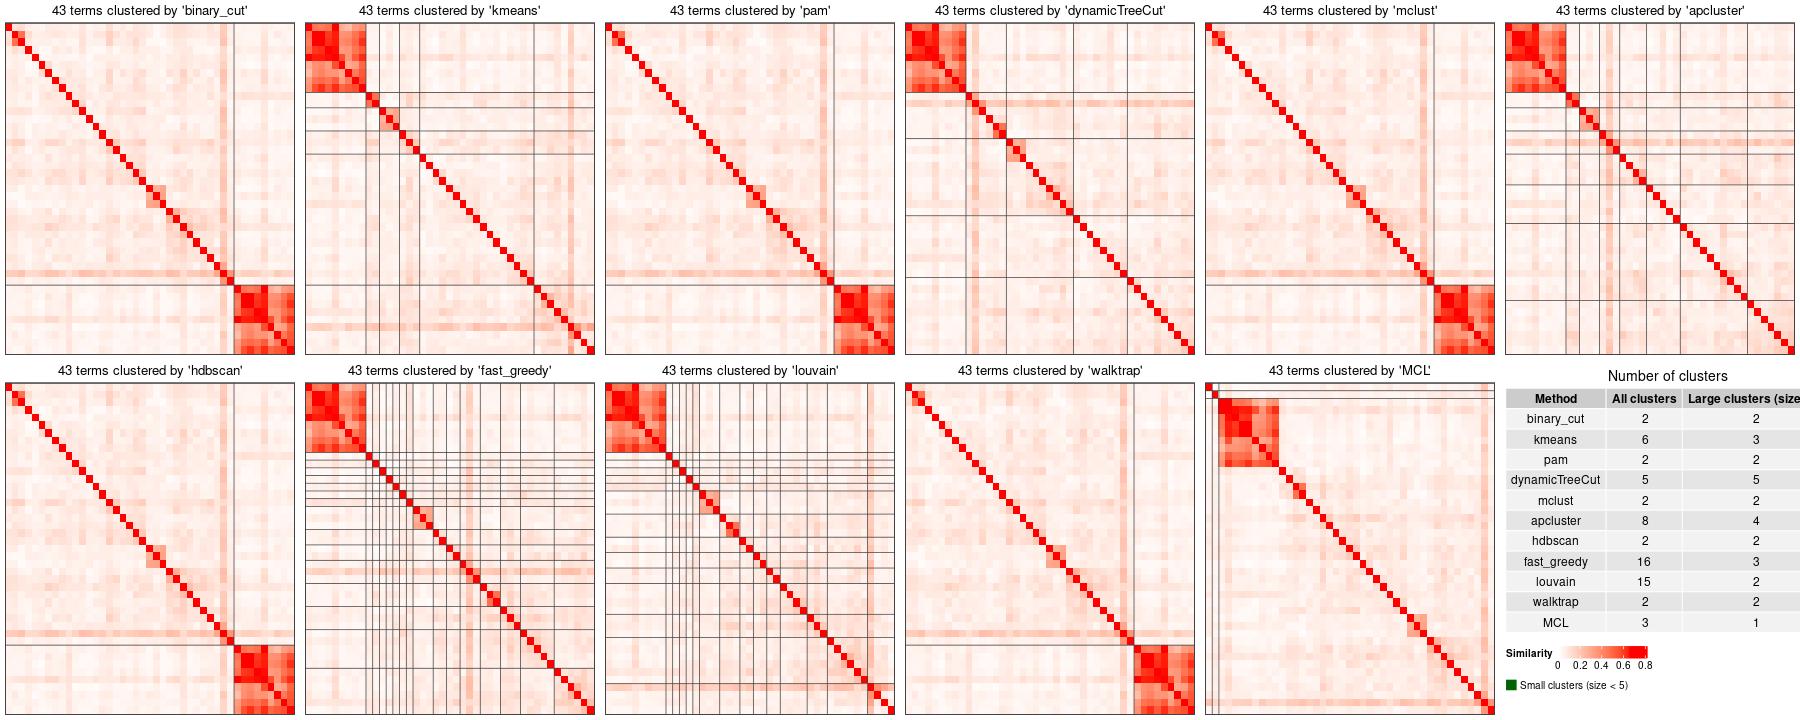 43 terms clustered by 'binary_cut'
43 terms clustered by 'kmeans'
43 terms clustered by 'pam'
43 terms clustered by 'dynamicTreeCut'
43 terms clustered by 'mclust'
43 terms clustered by 'apcluster'
43 terms clustered by 'hdbscan'
43 terms clustered by 'fast_greedy'
43 terms clustered by 'louvain'
43 terms clustered by 'walktrap'
43 terms clustered by 'MCL'
Number of clusters
Method All clusters Large clusters (size
binary_cut 2 2
kmeans 6 3
pam 2 2
dynamicTreeCut 5 5
mclust 2 2
apcluster 8 4
hdbscan 2 2
fast_greedy 16 3
louvain 15 2
walktrap 2 2
MCL 3 1
Similarity
0 0.2 0.4 0.6 0.8
Small clusters (size < 5)